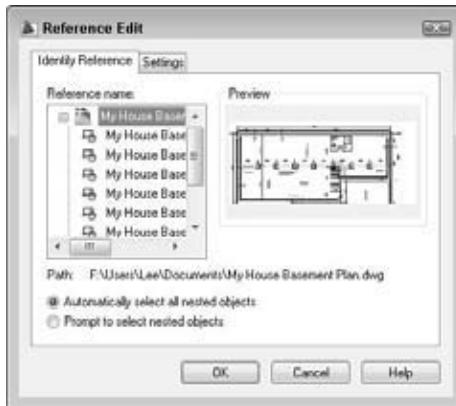 Reference Edit
Identify Reference
Settings
Reference name:
Preview
My House Baser
My House Base
My House Base
My House Base
My House Base
My House Base
My House Base
Path: F:\Users\Lee\Documents\My House Basement Plan.dwg
Automatically select all nested objects
Prompt to select nested objects
OK
Cancel
Help